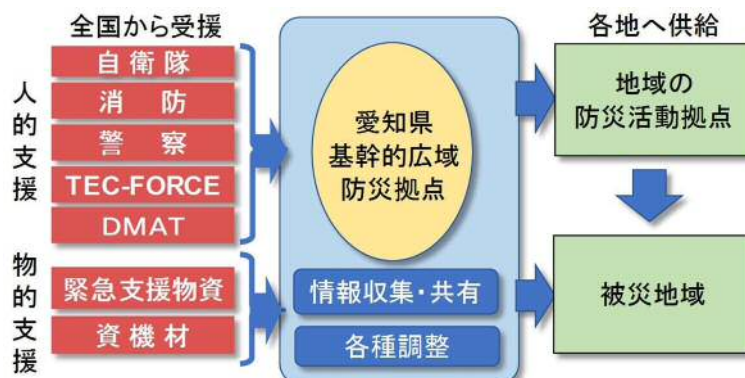 全国から受援
人的支援
自衛隊
消防
警察
TEC-FORCE
DMAT
物的支援
緊急支援物資
資機材
愛知県
基幹的広域
防災拠点
情報収集・共有
各種調整
各地へ供給
地域の
防災活動拠点
被災地域